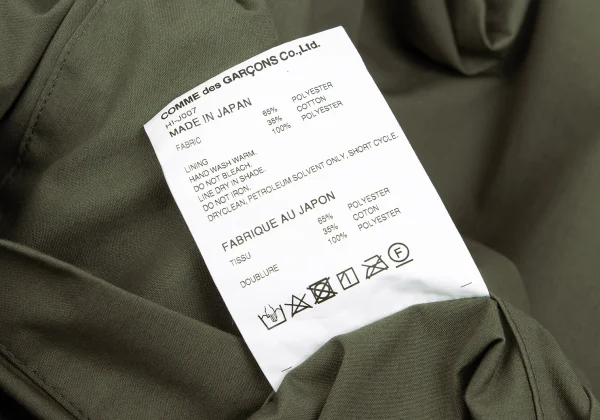 COMME des GARÇONS Co.,Ltd.
HI-J007
MADE IN JAPAN
FABRIC 65% POLYESTER
35% COTTON
LINING 100% POLYESTER
HAND WASH WARM.
DO NOT BLEACH.
LINE DRY IN SHADE.
DO NOT IRON.
DRYCLEAN, PETROLEUM SOLVENT ONLY, SHORT CYCLE.
FABRIQUE AU JAPON
TISSU 65% POLYESTER
35% COTON
DOUBLURE 100% POLYESTER
F